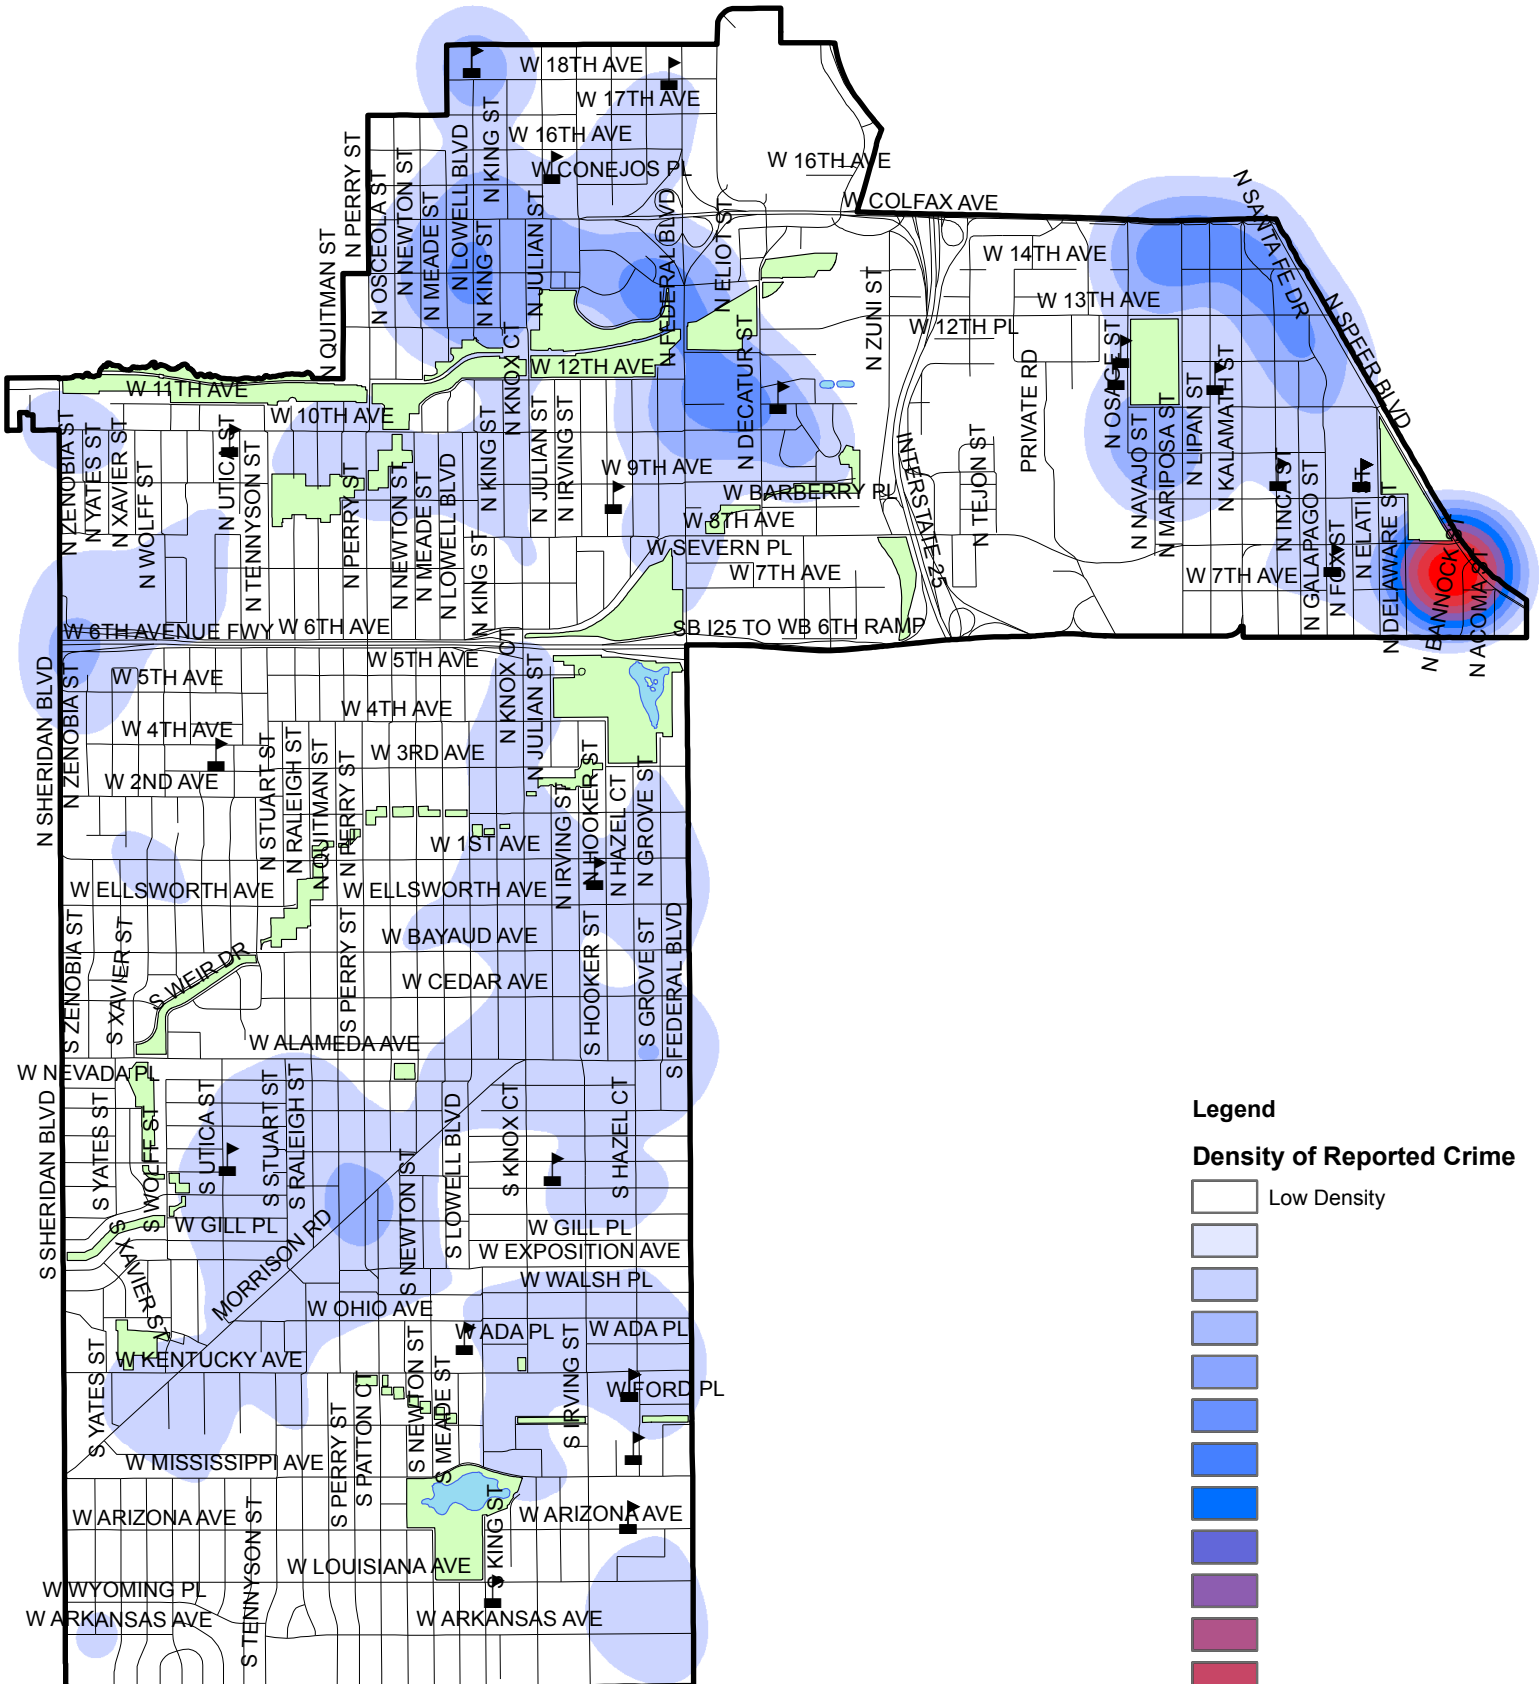 W 18TH AVE
W 17TH AVE
N KING ST
W 16TH AVE
N LOWELL BLVD
N PERRY ST
W CONEJOS PL
W 16TH AVE
N OSCEOLA ST
N NEWTON ST
N MEADE ST
N KING ST
N JULIAN ST
N FEDERAL BLVD
N ELIOT ST
W COLFAX AVE
N SANTA FE DR
N QUITMAN ST
W 14TH AVE
N ZUNI ST
W 13TH AVE
N SPEER BLVD
W 12TH PL
N KNOX CT
W 12TH AVE
N DECATUR ST
PRIVATE RD
N OSAGE ST
W 11TH AVE
W 10TH AVE
N ZENOBIA ST
N YATES ST
N XAVIER ST
N WOLFF ST
N UTICA ST
N TENNYSON ST
N PERRY ST
N NEWTON ST
N MEADE ST
N LOWELL BLVD
N KING ST
N JULIAN ST
N IRVING ST
W 9TH AVE
W BARBERRY PL
W 8TH AVE
INTERSTATE 25
N TEJON ST
N NAVAJO ST
N MARIPOSA ST
N LIPAN ST
N KALAMATH ST
N INCA ST
N GALAPAGO ST
N FOX ST
N ELATI ST
N DELAWARE ST
N BANNOCK ST
N ACOMA ST
N KING ST
W SEVERN PL
W 7TH AVE
W 7TH AVE
W 6TH AVENUE FWY
W 6TH AVE
SB I25 TO WB 6TH RAMP
W 5TH AVE
W 5TH AVE
N KNOX CT
N JULIAN ST
N SHERIDAN BLVD
N ZENOBIA ST
W 4TH AVE
W 4TH AVE
W 3RD AVE
W 2ND AVE
N STUART ST
N RALEIGH ST
N QUITMAN ST
N PERRY ST
N IRVING ST
N HOOKER ST
N HAZEL CT
N GROVE ST
W 1ST AVE
W ELLSWORTH AVE
W ELLSWORTH AVE
W BAYAUD AVE
W CEDAR AVE
S ZENOBIA ST
S XAVIER ST
S WEIR DR
S PERRY ST
S HOOKER ST
S GROVE ST
S FEDERAL BLVD
W ALAMEDA AVE
W NEVADA PL
S SHERIDAN BLVD
S YATES ST
S WOLFF ST
S UTICA ST
S STUART ST
S RALEIGH ST
S NEWTON ST
S LOWELL BLVD
S KNOX CT
S HAZEL CT
W GILL PL
W GILL PL
W EXPOSITION AVE
S XAVIER ST
MORRISON RD
W WALSH PL
W OHIO AVE
W ADA PL
W ADA PL
W KENTUCKY AVE
S YATES ST
S PERRY ST
S PATTON CT
S NEWTON ST
S MEADE ST
S IRVING ST
W FORD PL
W MISSISSIPPI AVE
W ARIZONA AVE
W ARIZONA AVE
S TENNYSON ST
S KING ST
W LOUISIANA AVE
W WYOMING PL
W ARKANSAS AVE
W ARKANSAS AVE
Legend
Density of Reported Crime
Low Density